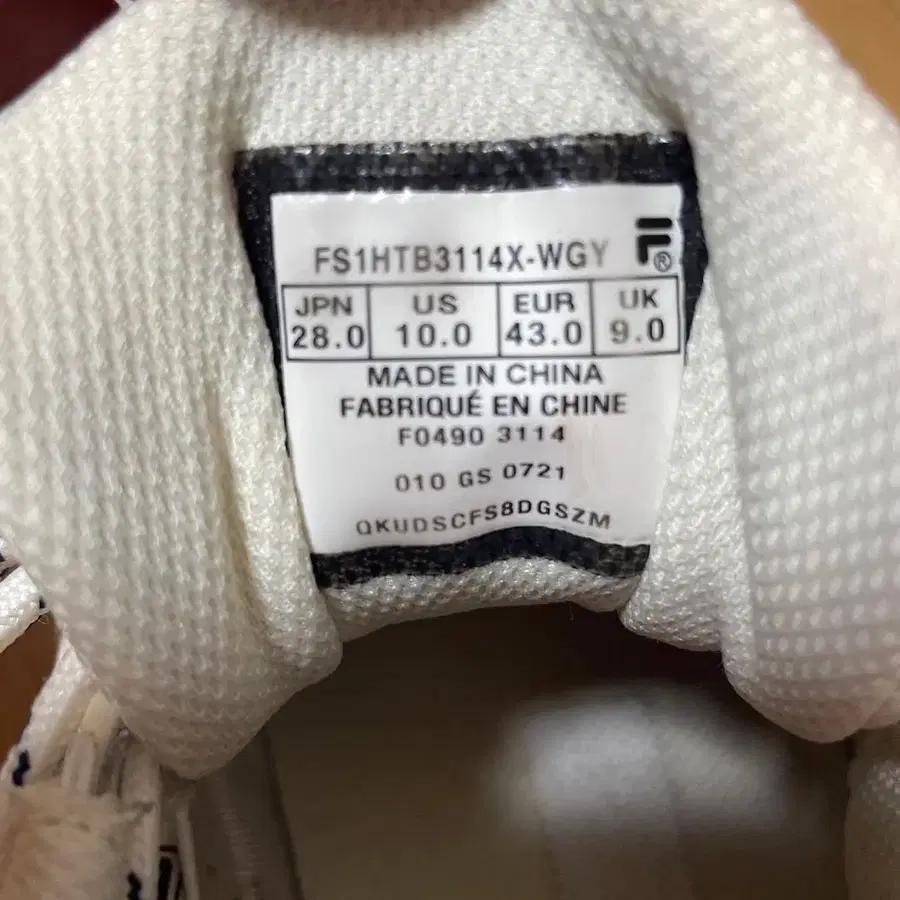 FS1HTB3114X-WGY F®
JPN US EUR UK
28.0 10.0 43.0 9.0
MADE IN CHINA
FABRIQUÉ EN CHINE
F0490 3114
010 GS 0721
QKUDSCFS8DGSZM